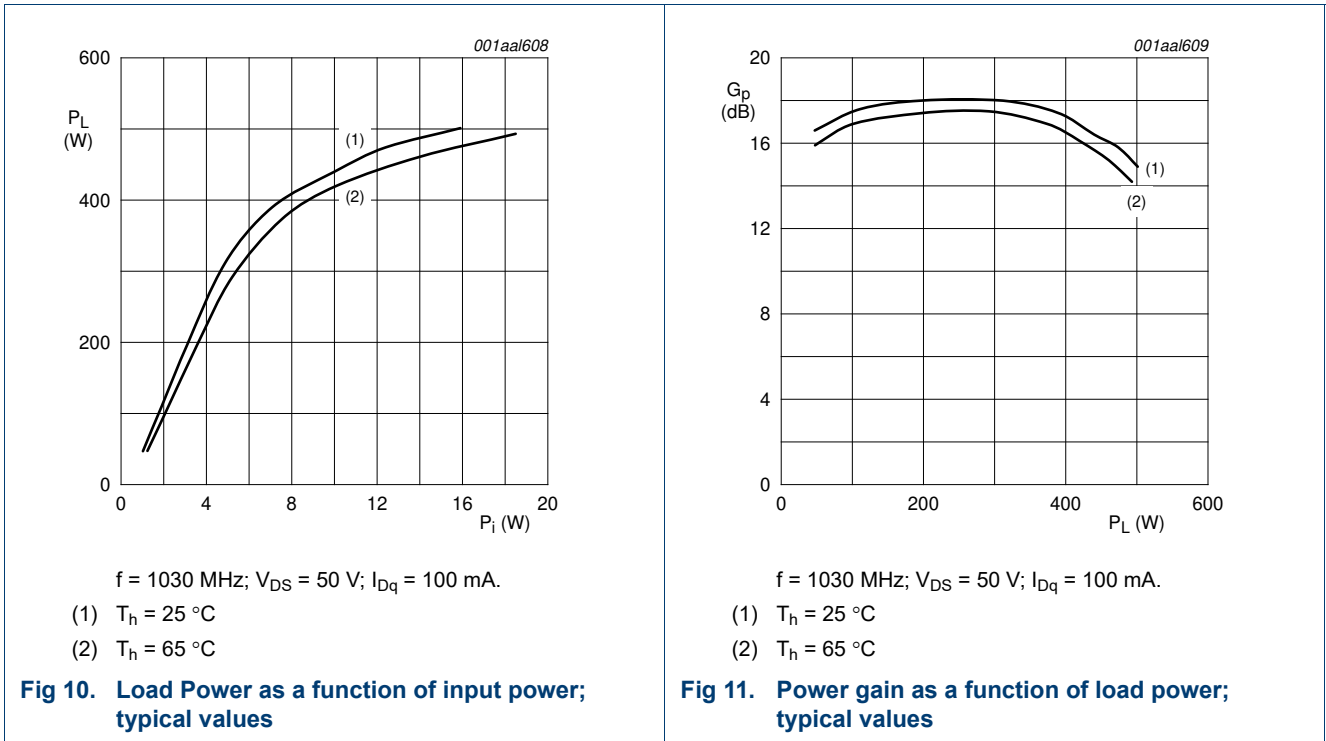 001aal608
600
400
200
0
P_L
(W)
(1)
(2)
0 4 8 12 16 20
P_i (W)
f = 1030 MHz; V_DS = 50 V; I_Dq = 100 mA.
(1) T_h = 25 °C
(2) T_h = 65 °C
Fig 10. Load Power as a function of input power;
typical values
001aal609
20
16
12
8
4
0
G_p
(dB)
(1)
(2)
0 200 400 600
P_L (W)
f = 1030 MHz; V_DS = 50 V; I_Dq = 100 mA.
(1) T_h = 25 °C
(2) T_h = 65 °C
Fig 11. Power gain as a function of load power;
typical values